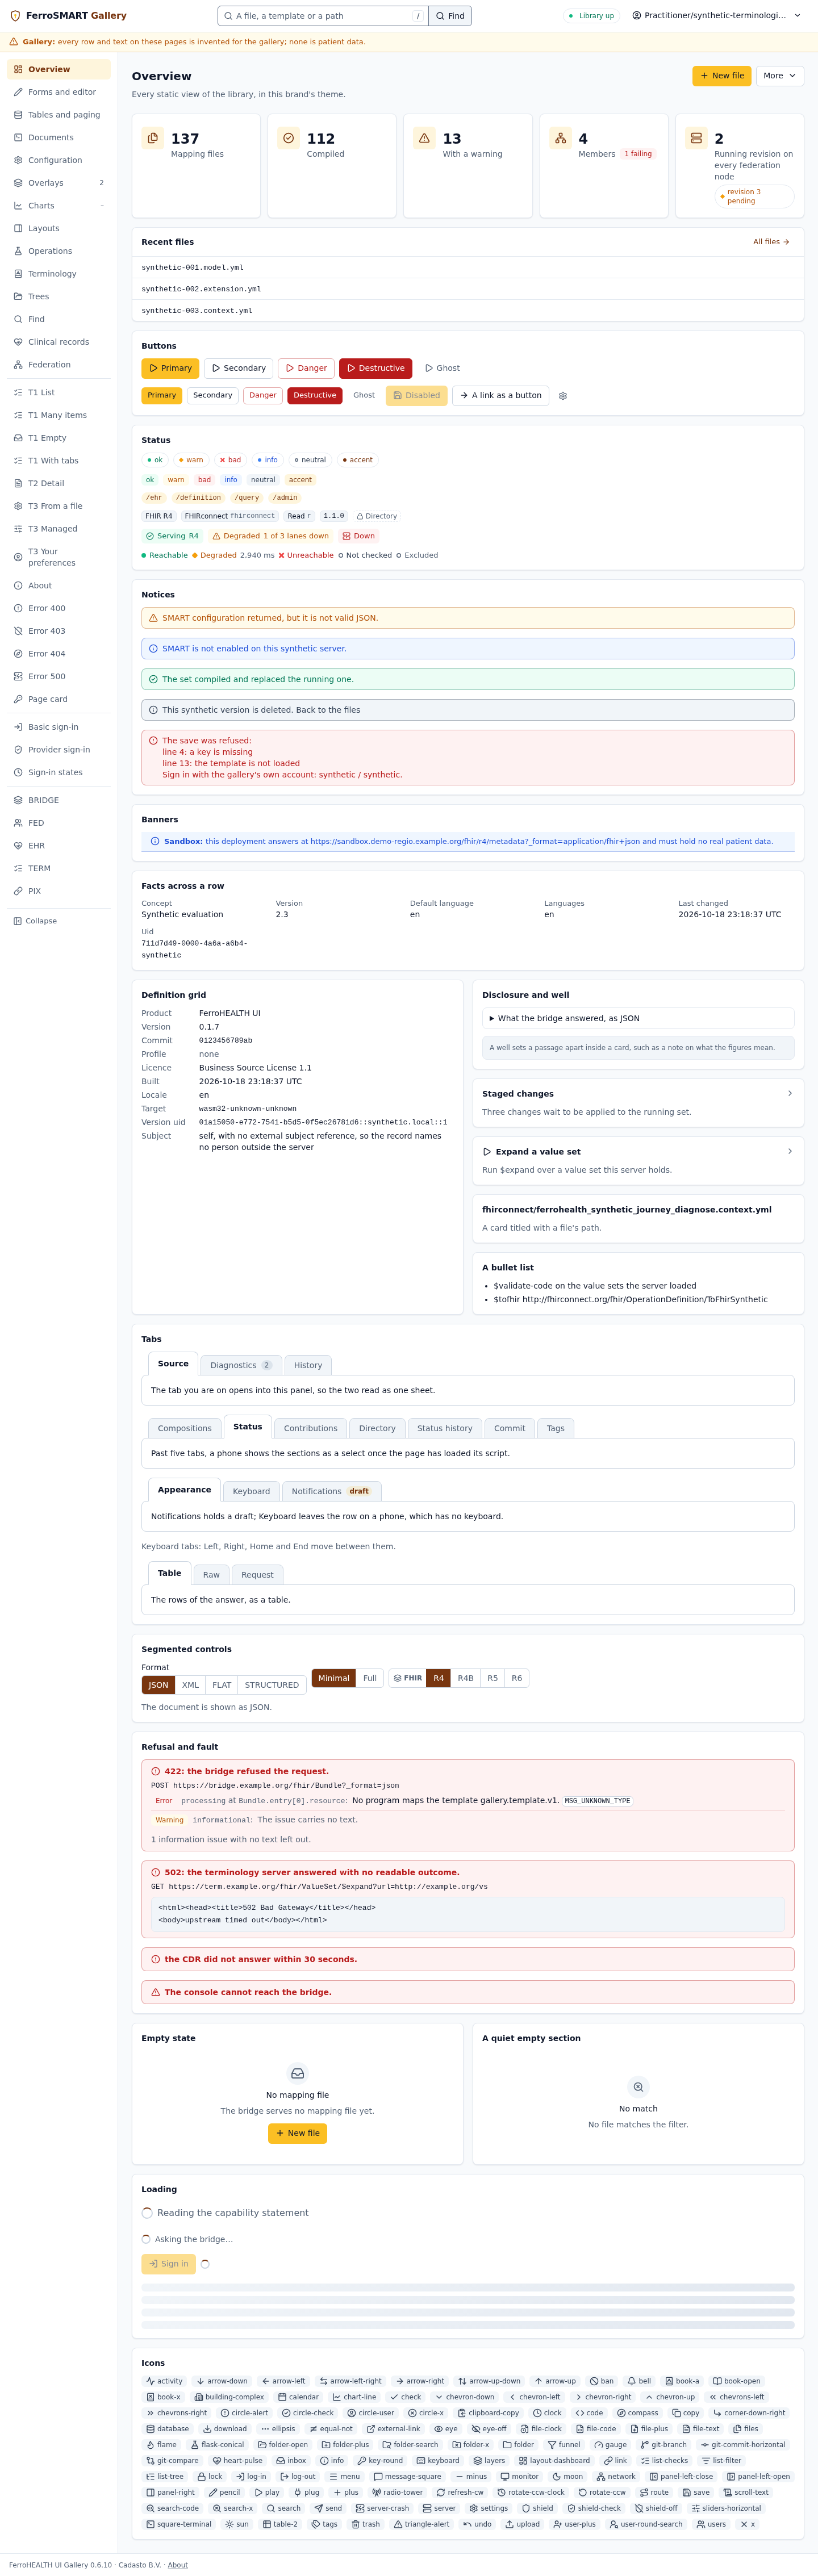 FerroSMART Gallery
A file, a template or a path
/
Find
Library up
Practitioner/synthetic-terminologi...
Gallery: every row and text on these pages is invented for the gallery; none is patient data.
Overview
Forms and editor
Tables and paging
Documents
Configuration
Overlays 2
Charts
Layouts
Operations
Terminology
Trees
Find
Clinical records
Federation
T1 List
T1 Many items
T1 Empty
T1 With tabs
T2 Detail
T3 From a file
T3 Managed
T3 Your
preferences
About
Error 400
Error 403
Error 404
Error 500
Page card
Basic sign-in
Provider sign-in
Sign-in states
BRIDGE
FED
EHR
TERM
PIX
Collapse
Overview
New file
More
Every static view of the library, in this brand's theme.
137
Mapping files
112
Compiled
13
With a warning
4
Members 1 failing
2
Running revision on
every federation
node
revision 3
pending
Recent files
All files
synthetic-001.model.yml
synthetic-002.extension.yml
synthetic-003.context.yml
Buttons
Primary Secondary Danger Destructive Ghost
Primary Secondary Danger Destructive Ghost Disabled A link as a button
Status
ok warn bad info neutral accent
ok warn bad info neutral accent
/ehr /definition /query /admin
FHIR R4 FHIRconnect fhirconnect Read r 1.1.0 Directory
Serving R4 Degraded 1 of 3 lanes down Down
Reachable Degraded 2,940 ms Unreachable Not checked Excluded
Notices
SMART configuration returned, but it is not valid JSON.
SMART is not enabled on this synthetic server.
The set compiled and replaced the running one.
This synthetic version is deleted. Back to the files
The save was refused:
line 4: a key is missing
line 13: the template is not loaded
Sign in with the gallery's own account: synthetic / synthetic.
Banners
Sandbox: this deployment answers at https://sandbox.demo-regio.example.org/fhir/r4/metadata?_format=application/fhir+json and must hold no real patient data.
Facts across a row
Concept Version Default language Languages Last changed
Synthetic evaluation 2.3 en en 2026-10-18 23:18:37 UTC
Uid
711d7d49-0000-4a6a-a6b4-
synthetic
Definition grid
Product FerroHEALTH UI
Version 0.1.7
Commit 0123456789ab
Profile none
Licence Business Source License 1.1
Built 2026-10-18 23:18:37 UTC
Locale en
Target wasm32-unknown-unknown
Version uid 01a15050-e772-7541-b5d5-0f5ec26781d6::synthetic.local::1
Subject self, with no external subject reference, so the record names
no person outside the server
Disclosure and well
What the bridge answered, as JSON
A well sets a passage apart inside a card, such as a note on what the figures mean.
Staged changes
Three changes wait to be applied to the running set.
Expand a value set
Run $expand over a value set this server holds.
fhirconnect/ferrohealth_synthetic_journey_diagnose.context.yml
A card titled with a file's path.
A bullet list
• $validate-code on the value sets the server loaded
• $tofhir http://fhirconnect.org/fhir/OperationDefinition/ToFhirSynthetic
Tabs
Source Diagnostics 2 History
The tab you are on opens into this panel, so the two read as one sheet.
Compositions Status Contributions Directory Status history Commit Tags
Past five tabs, a phone shows the sections as a select once the page has loaded its script.
Appearance Keyboard Notifications draft
Notifications holds a draft; Keyboard leaves the row on a phone, which has no keyboard.
Keyboard tabs: Left, Right, Home and End move between them.
Table Raw Request
The rows of the answer, as a table.
Segmented controls
Format
JSON XML FLAT STRUCTURED Minimal Full FHIR R4 R4B R5 R6
The document is shown as JSON.
Refusal and fault
422: the bridge refused the request.
POST https://bridge.example.org/fhir/Bundle?_format=json
Error processing at Bundle.entry[0].resource: No program maps the template gallery.template.v1. MSG_UNKNOWN_TYPE
Warning informational: The issue carries no text.
1 information issue with no text left out.
502: the terminology server answered with no readable outcome.
GET https://term.example.org/fhir/ValueSet/$expand?url=http://example.org/vs
<html><head><title>502 Bad Gateway</title></head>
<body>upstream timed out</body></html>
the CDR did not answer within 30 seconds.
The console cannot reach the bridge.
Empty state
No mapping file
The bridge serves no mapping file yet.
New file
A quiet empty section
No match
No file matches the filter.
Loading
Reading the capability statement
Asking the bridge...
Sign in
Icons
activity arrow-down arrow-left arrow-left-right arrow-right arrow-up-down arrow-up ban bell book-a book-open
book-x building-complex calendar chart-line check chevron-down chevron-left chevron-right chevron-up chevrons-left
chevrons-right circle-alert circle-check circle-user circle-x clipboard-copy clock code compass copy corner-down-right
database download ellipsis equal-not external-link eye eye-off file-clock file-code file-plus file-text files
flame flask-conical folder-open folder-plus folder-search folder-x folder funnel gauge git-branch git-commit-horizontal
git-compare heart-pulse inbox info key-round keyboard layers layout-dashboard link list-checks list-filter
list-tree lock log-in log-out menu message-square minus monitor moon network panel-left-close panel-left-open
panel-right pencil play plug plus radio-tower refresh-cw rotate-ccw-clock rotate-ccw route save scroll-text
search-code search-x search send server-crash server settings shield shield-check shield-off sliders-horizontal
square-terminal sun table-2 tags trash triangle-alert undo upload user-plus user-round-search users x
FerroHEALTH UI Gallery 0.6.10 · Cadasto B.V. · About